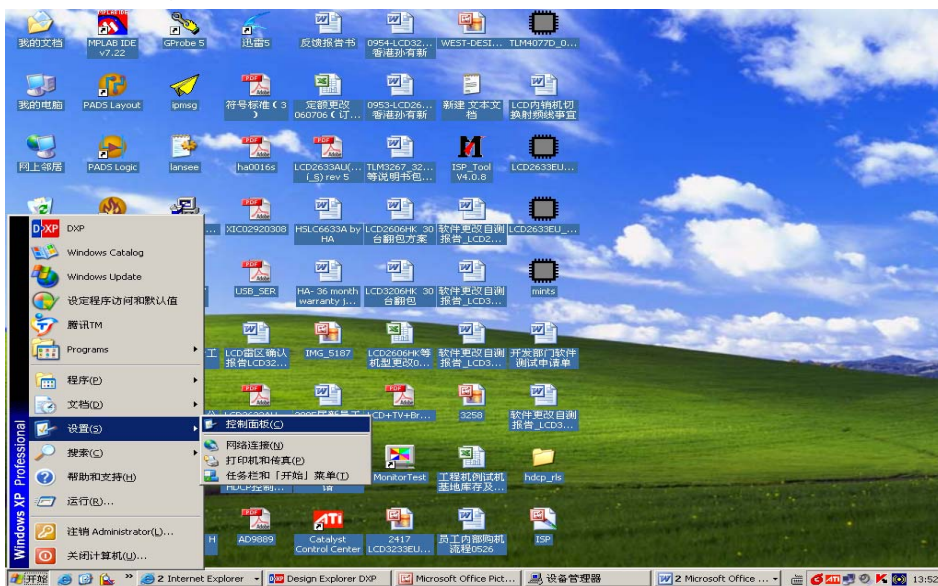 我的文档
MPLAB IDE
v7.22
GProbe 5
迅雷5
反馈报告书
0954-LCD32...
香港孙有新
WEST-DESI...
TLM4077D_0...
我的电脑
PADS Layout
ipmsg
符号标准（3
）
定额更改
060706（订...
0953-LCD26...
香港孙有新
新建 文本文
档
LCD内销机切
换射频线事宜
网上邻居
PADS Logic
lansee
ha0016s
LCD2633AU(...
(_S) rev 5
TLM3267_32...
等说明书包...
ISP_Tool
V4.0.8
LCD2633EU...
XIC02920308
HSLC6633A by
HA
LCD2606HK 30
台翻包方案
软件更改自测
报告_LCD2...
LCD2633EU_...
USB_SER
HA- 36 month
warranty j...
LCD3206HK 30
台翻包
软件更改自测
报告_LCD3...
mints
工
LCD雷区确认
报告LCD32...
IMG_5187
LCD2606HK等
机型更改0...
软件更改自测
报告_LCD3...
开发部门软件
测试申请单
CD+TV+Br...
3258
软件更改自测
报告_LCD3...
MonitorTest
工程机例试机
基地库存及...
hdcp_rls
H
AD9889
Catalyst
Control Center
2417
LCD3233EU...
员工内部购机
流程0526
ISP
DXP
Windows Catalog
Windows Update
设定程序访问和默认值
腾讯TM
Programs
程序(P)
文档(D)
设置(S)
搜索(C)
帮助和支持(H)
运行(R)...
注销 Administrator(L)...
关闭计算机(U)...
Windows XP Professional
控制面板(C)
网络连接(N)
打印机和传真(P)
任务栏和「开始」菜单(T)
开始
2 Internet Explorer
Design Explorer DXP
Microsoft Office Pict...
设备管理器
2 Microsoft Office ...
13:52